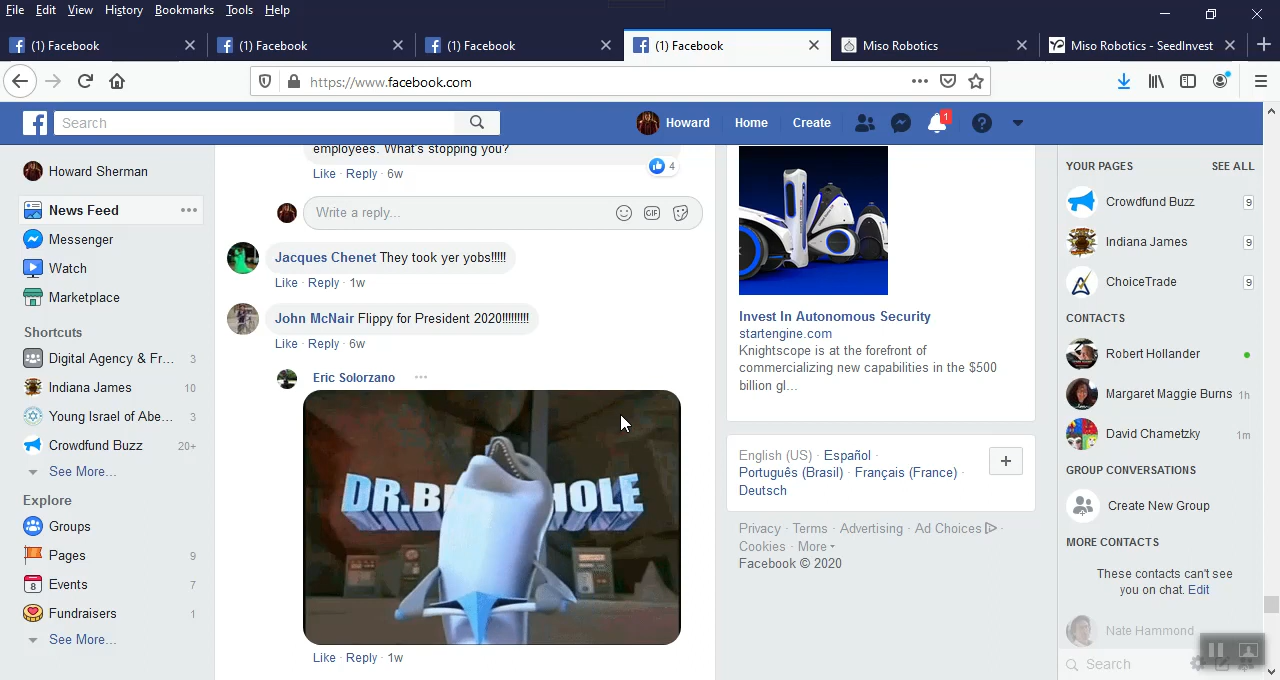 File Edit View History Bookmarks Tools Help
(1) Facebook
(1) Facebook
(1) Facebook
(1) Facebook
Miso Robotics
Miso Robotics - SeedInvest
https://www.facebook.com
Search
Howard Home Create
1
Howard Sherman
News Feed
Messenger
Watch
Marketplace
Shortcuts
Digital Agency & Fr... 3
Indiana James 10
Young Israel of Abe... 3
Crowdfund Buzz 20+
See More...
Explore
Groups
Pages 9
Events 7
Fundraisers 1
See More...
employees. What's stopping you?
Like · Reply · 6w
4
Write a reply...
GIF
Jacques Chenet They took yer yobs!!!!!
Like · Reply · 1w
John McNair Flippy for President 2020!!!!!!!!!
Like · Reply · 6w
Eric Solorzano
DR.B HOLE
Like · Reply · 1w
Invest In Autonomous Security
startengine.com
Knightscope is at the forefront of
commercializing new capabilities in the $500
billion gl...
English (US) · Español ·
Português (Brasil) · Français (France) ·
Deutsch
Privacy · Terms · Advertising · Ad Choices ·
Cookies · More
Facebook © 2020
YOUR PAGES SEE ALL
Crowdfund Buzz 9
Indiana James 9
ChoiceTrade 9
CONTACTS
Robert Hollander
Margaret Maggie Burns 1h
David Chametzky 1m
GROUP CONVERSATIONS
Create New Group
MORE CONTACTS
These contacts can't see
you on chat. Edit
Nate Hammond
Search